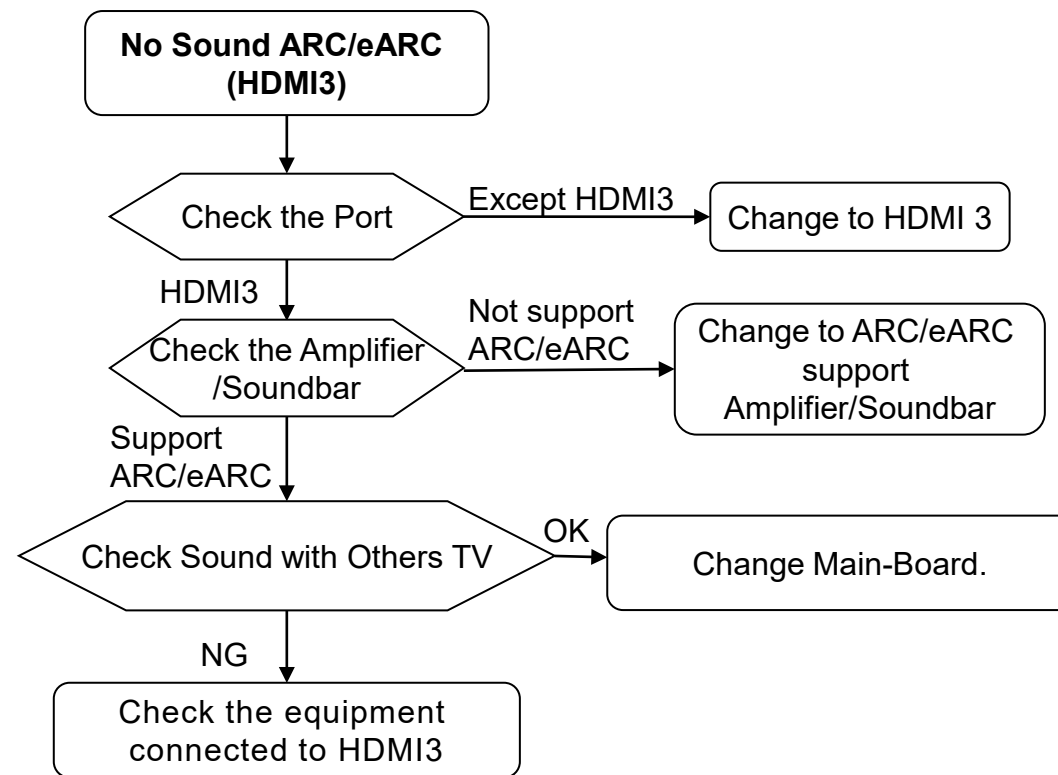 No Sound ARC/eARC
(HDMI3)
Check the Port
Except HDMI3
Change to HDMI 3
HDMI3
Check the Amplifier
/Soundbar
Not support
ARC/eARC
Change to ARC/eARC
support
Amplifier/Soundbar
Support
ARC/eARC
Check Sound with Others TV
OK
Change Main-Board.
NG
Check the equipment
connected to HDMI3